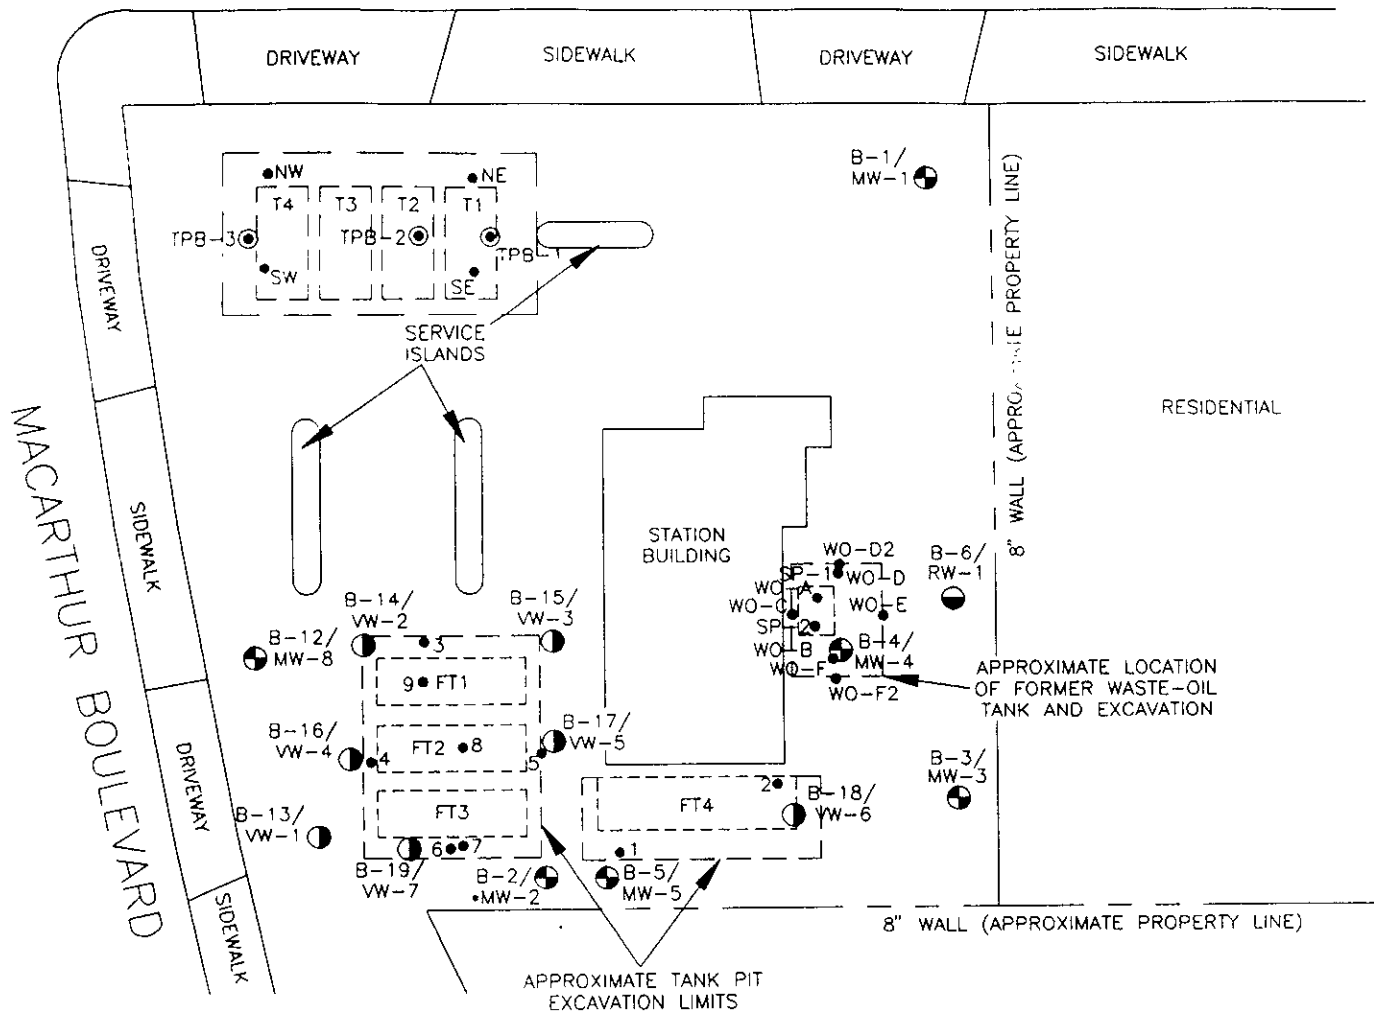 DRIVEWAY
SIDEWALK
DRIVEWAY
SIDEWALK
B-1/
MW-1
NW
NE
T4
T3
T2
T1
TPB-3
TPB-2
TPB-1
SW
SE
DRIVEWAY
SERVICE
ISLANDS
8" WALL
PROPERTY LINE)
RESIDENTIAL
MACARTHUR BOULEVARD
SIDEWALK
STATION
BUILDING
WO-D2
SP-1
WO-D
WO-A
WO-C
WO-E
SP-2
WO-B
WO-F
WO-F2
B-6/
RW-1
B-4/
MW-4
B-14/
VW-2
B-15/
VW-3
B-12/
MW-8
3
9
FT1
APPROXIMATE LOCATION
OF FORMER WASTE-OIL
TANK AND EXCAVATION
B-16/
VW-4
B-17/
VW-5
FT2
8
4
5
DRIVEWAY
B-3/
MW-3
FT3
2
FT4
B-18/
VW-6
B-13/
VW-1
6
7
1
B-19/
VW-7
B-2/
MW-2
B-5/
MW-5
SIDEWALK
8" WALL (APPROXIMATE PROPERTY LINE)
APPROXIMATE TANK PIT
EXCAVATION LIMITS